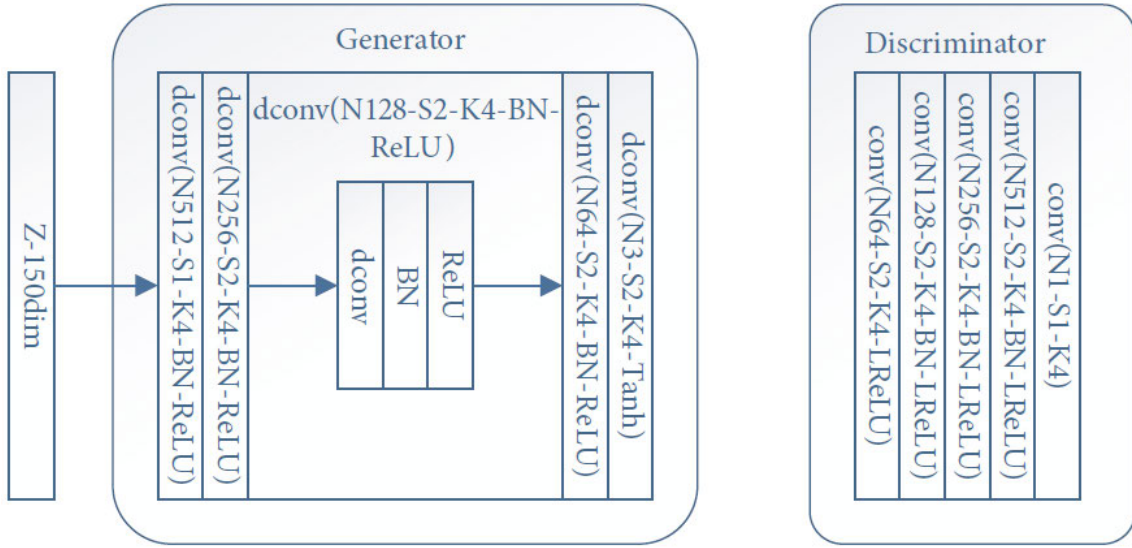 Generator
Discriminator
Z-150dim
dconv(N512-S1-K4-BN-ReLU)
dconv(N256-S2-K4-BN-ReLU)
dconv(N128-S2-K4-BN-
ReLU)
dconv
BN
ReLU
dconv(N64-S2-K4-BN-ReLU)
dconv(N3-S2-K4-Tanh)
conv(N64-S2-K4-LReLU)
conv(N128-S2-K4-BN-LReLU)
conv(N256-S2-K4-BN-LReLU)
conv(N512-S2-K4-BN-LReLU)
conv(N1-S1-K4)